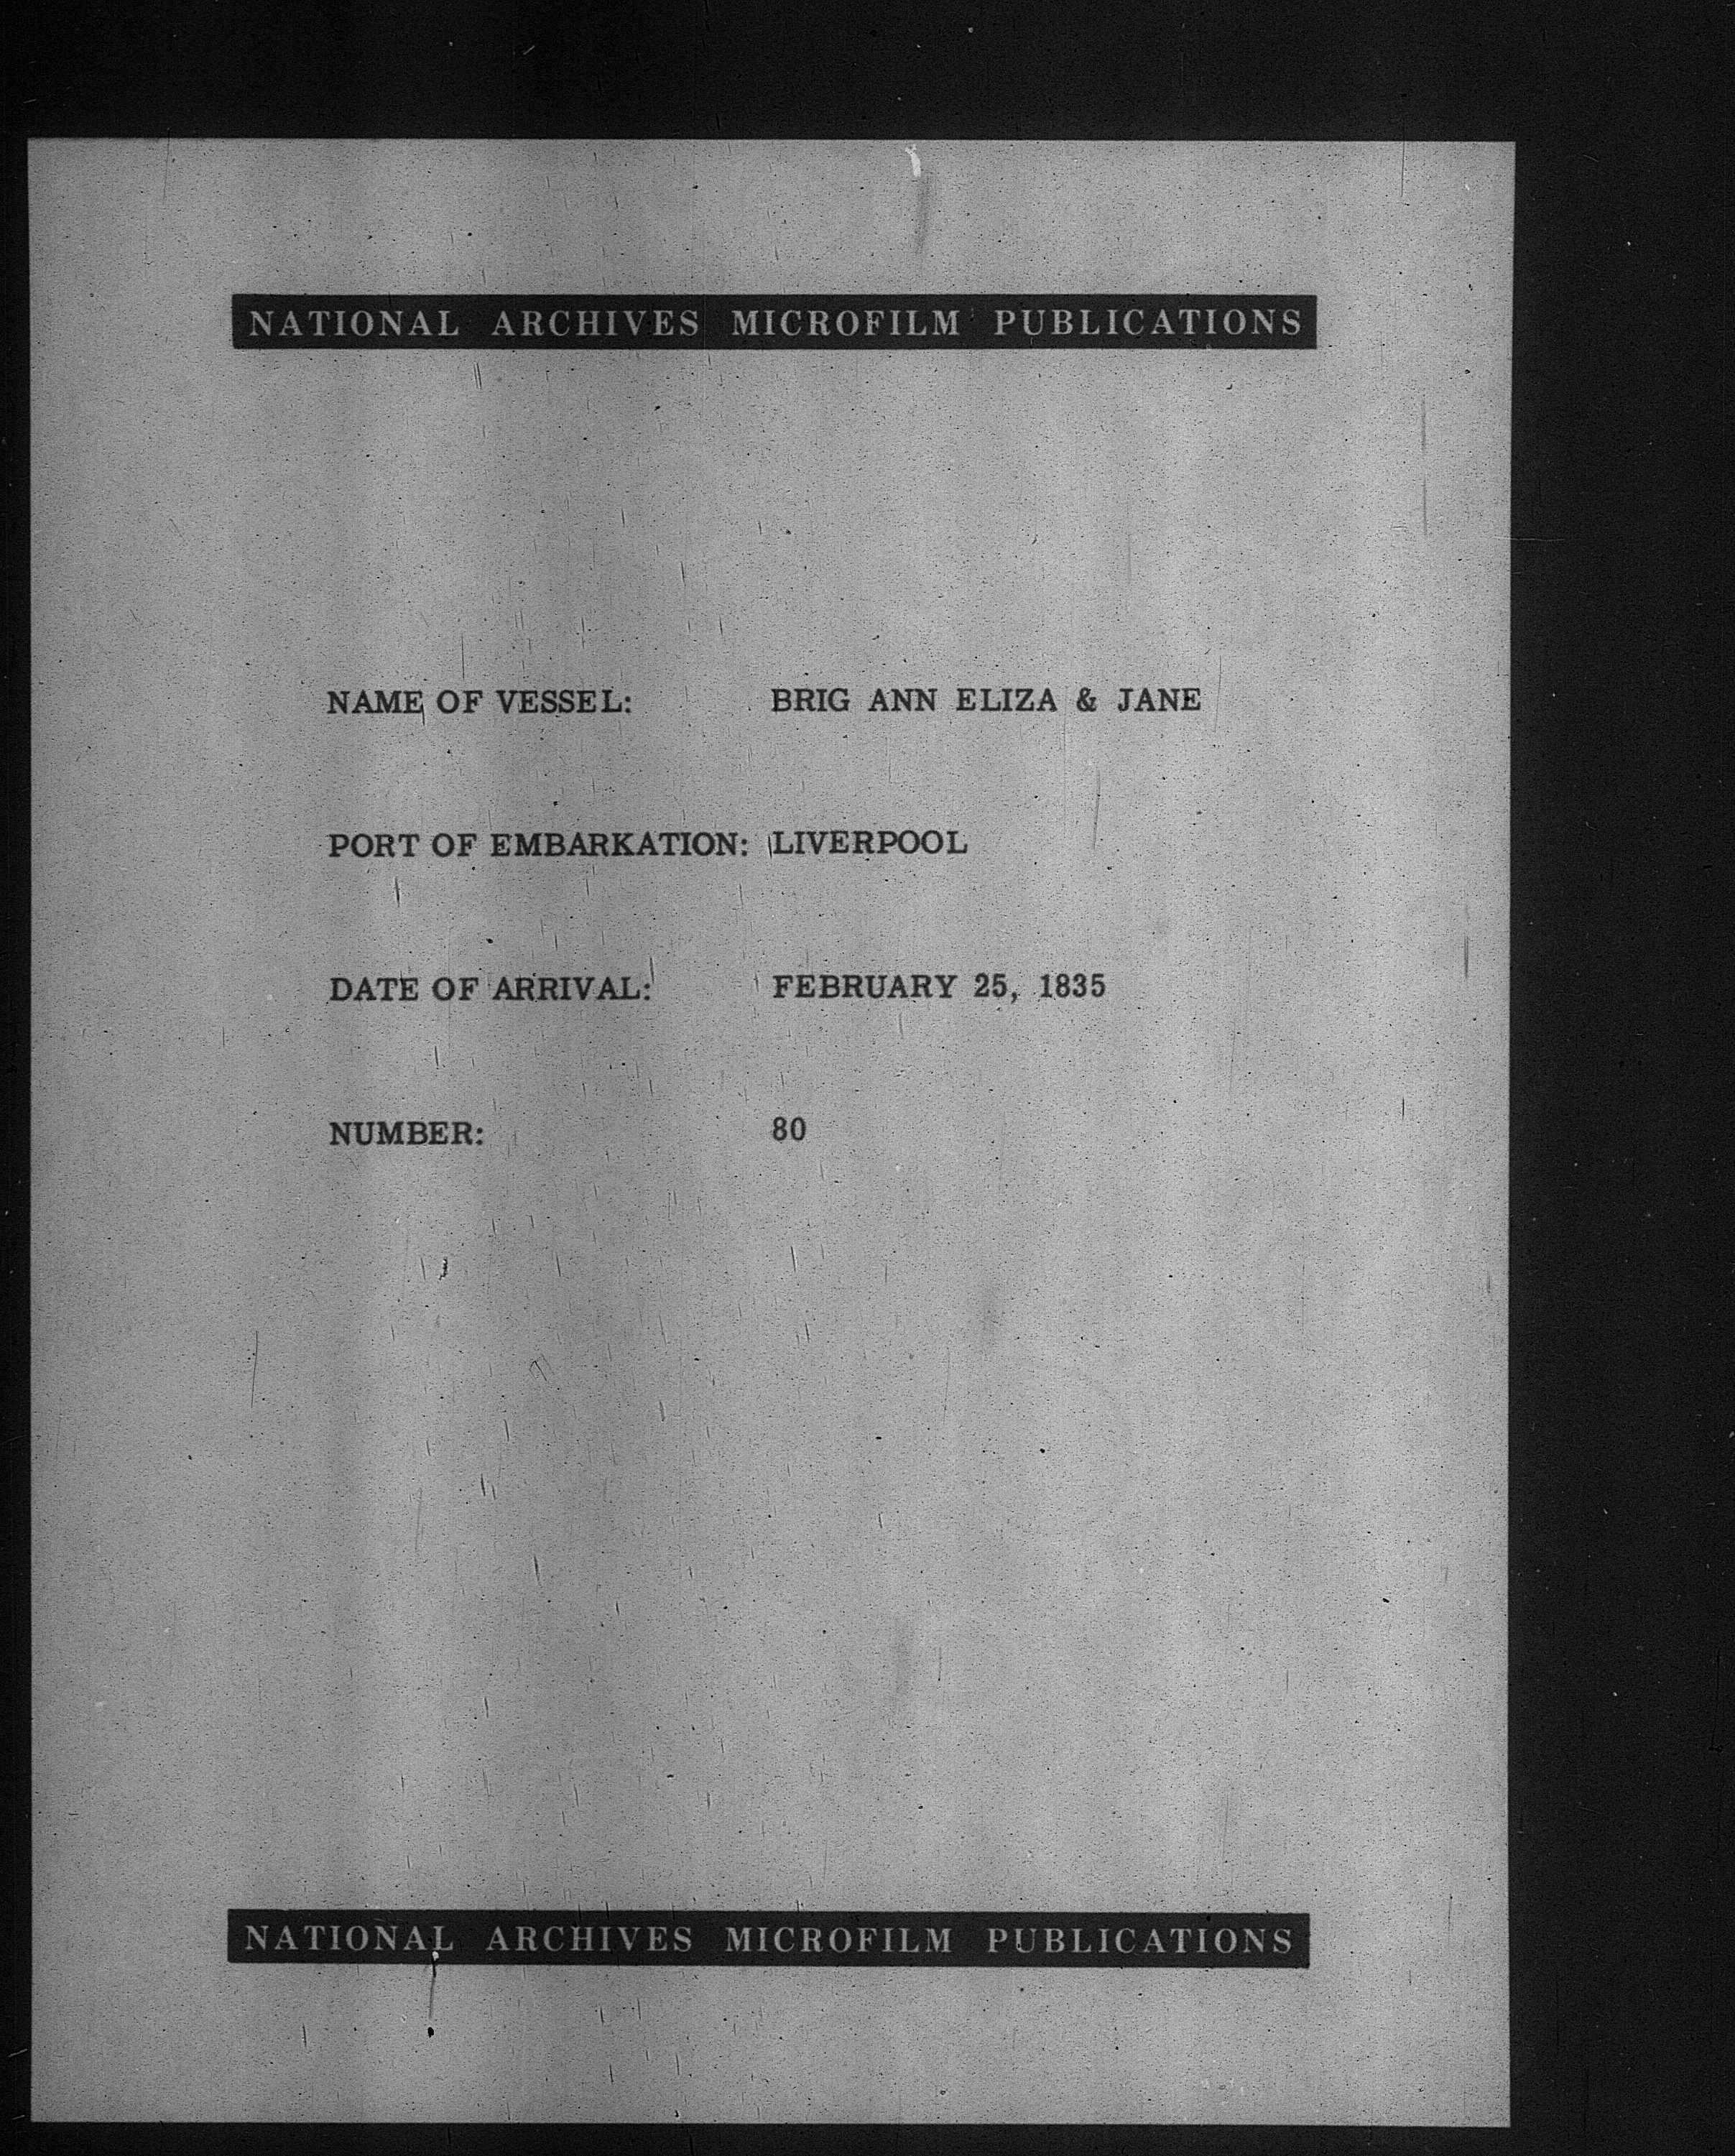 NATIONAL ARCHIVES MICROFILM PUBLICATIONS
NAME OF VESSEL: BRIG ANN ELIZA & JANE
PORT OF EMBARKATION: LIVERPOOL
DATE OF ARRIVAL: FEBRUARY 25, 1835
NUMBER: 80
NATIONAL ARCHIVES MICROFILM PUBLICATIONS